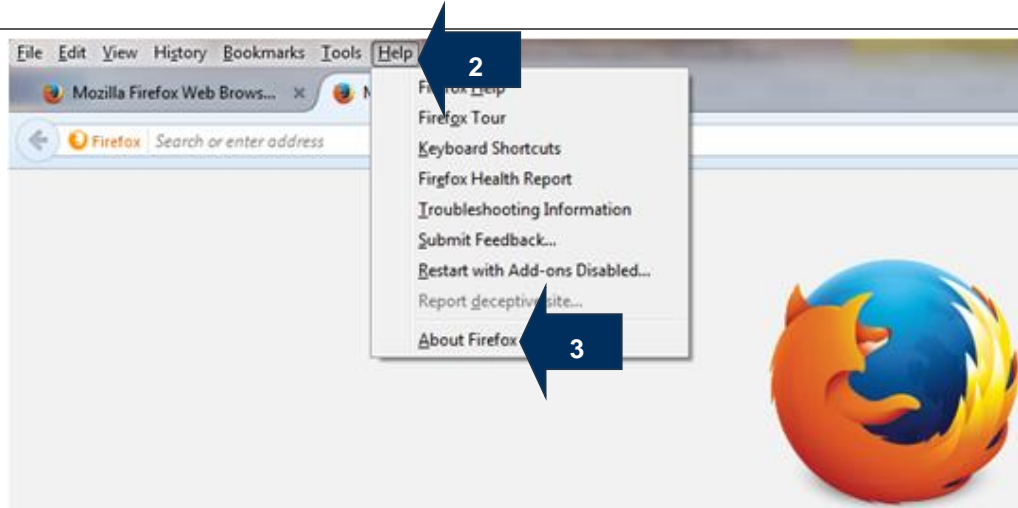 File Edit View History Bookmarks Tools Help
2
Mozilla Firefox Web Brows...
Firefox Help
Firefox Tour
Firefox Search or enter address
Keyboard Shortcuts
Firefox Health Report
Troubleshooting Information
Submit Feedback...
Restart with Add-ons Disabled...
Report deceptive site...
About Firefox
3